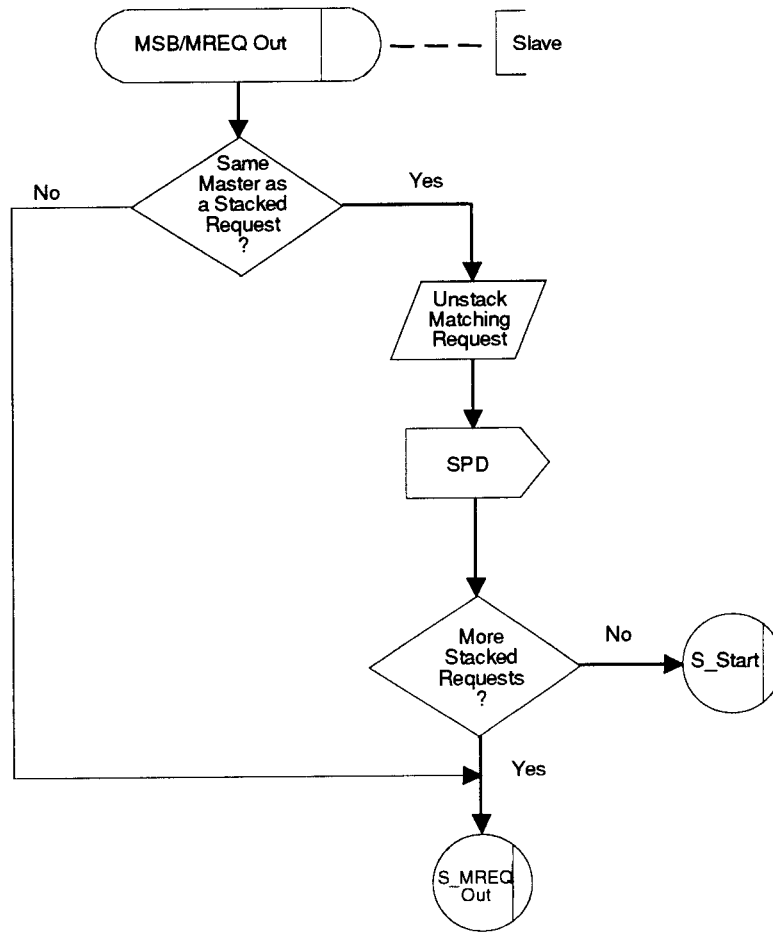 MSB/MREQ Out
Slave
Same
Master as
a Stacked
Request
?
No
Yes
Unstack
Matching
Request
SPD
More
Stacked
Requests
?
No
S_Start
Yes
S_MREQ
Out